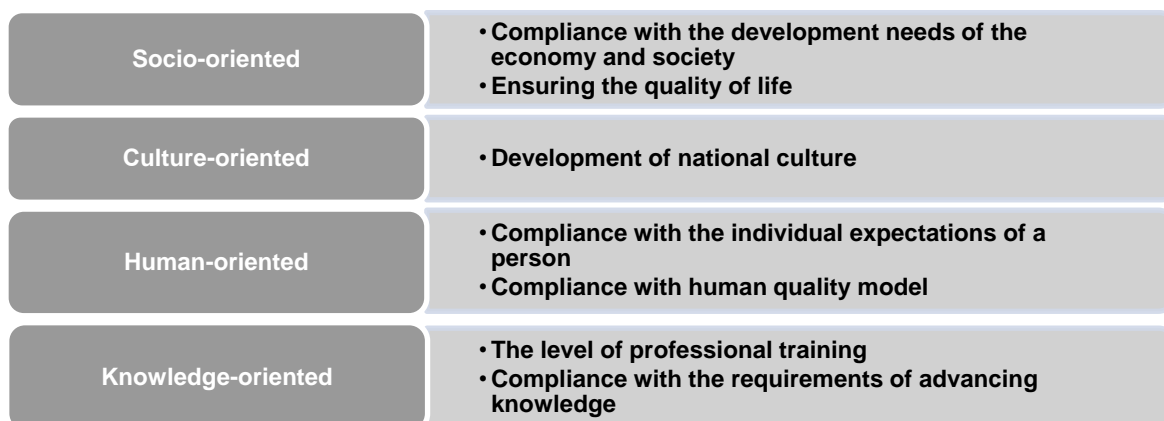 Socio-oriented
• Compliance with the development needs of the
economy and society
• Ensuring the quality of life
Culture-oriented
• Development of national culture
Human-oriented
• Compliance with the individual expectations of a
person
• Compliance with human quality model
Knowledge-oriented
• The level of professional training
• Compliance with the requirements of advancing
knowledge